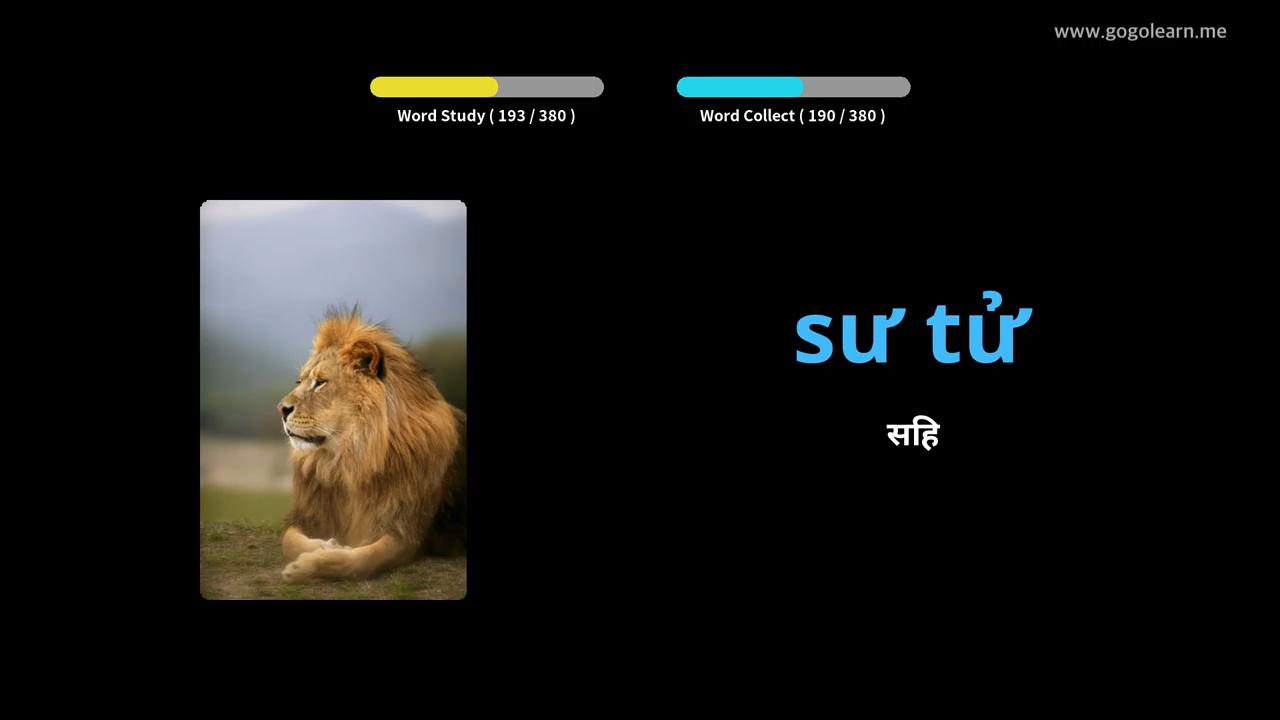 www.gogolearn.me
Word Study ( 193 / 380 )
Word Collect ( 190 / 380 )
sư tử
सहि